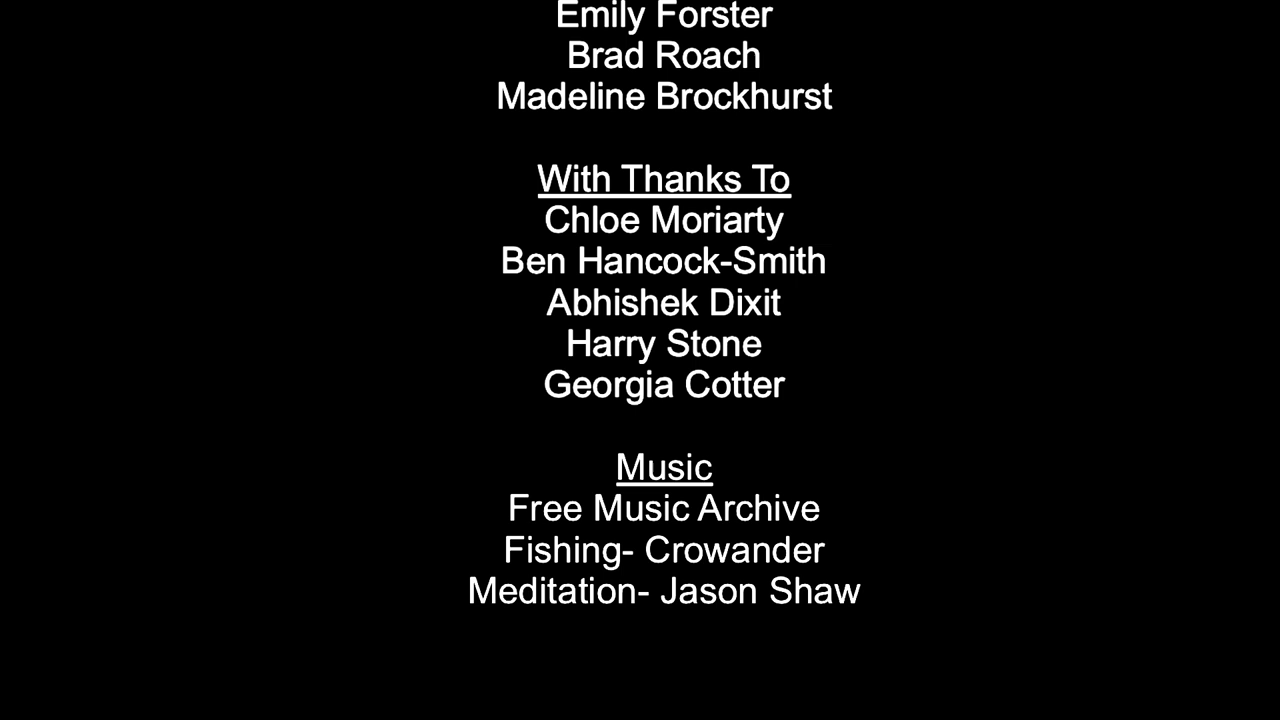 Emily Forster
Brad Roach
Madeline Brockhurst
With Thanks To
Chloe Moriarty
Ben Hancock-Smith
Abhishek Dixit
Harry Stone
Georgia Cotter
Music
Free Music Archive
Fishing- Crowander
Meditation- Jason Shaw